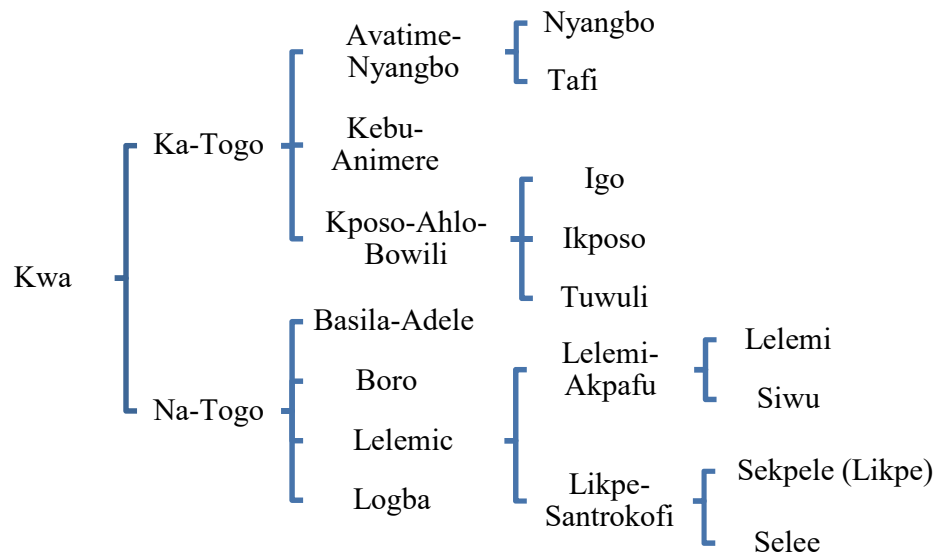 Kwa
Ka-Togo
Avatime-
Nyangbo
Nyangbo
Tafi
Kebu-
Animere
Kposo-Ahlo-
Bowili
Igo
Ikposo
Tuwuli
Na-Togo
Basila-Adele
Boro
Lelemic
Lelemi-
Akpafu
Lelemi
Siwu
Likpe-
Santrokofi
Sekpele (Likpe)
Selee
Logba